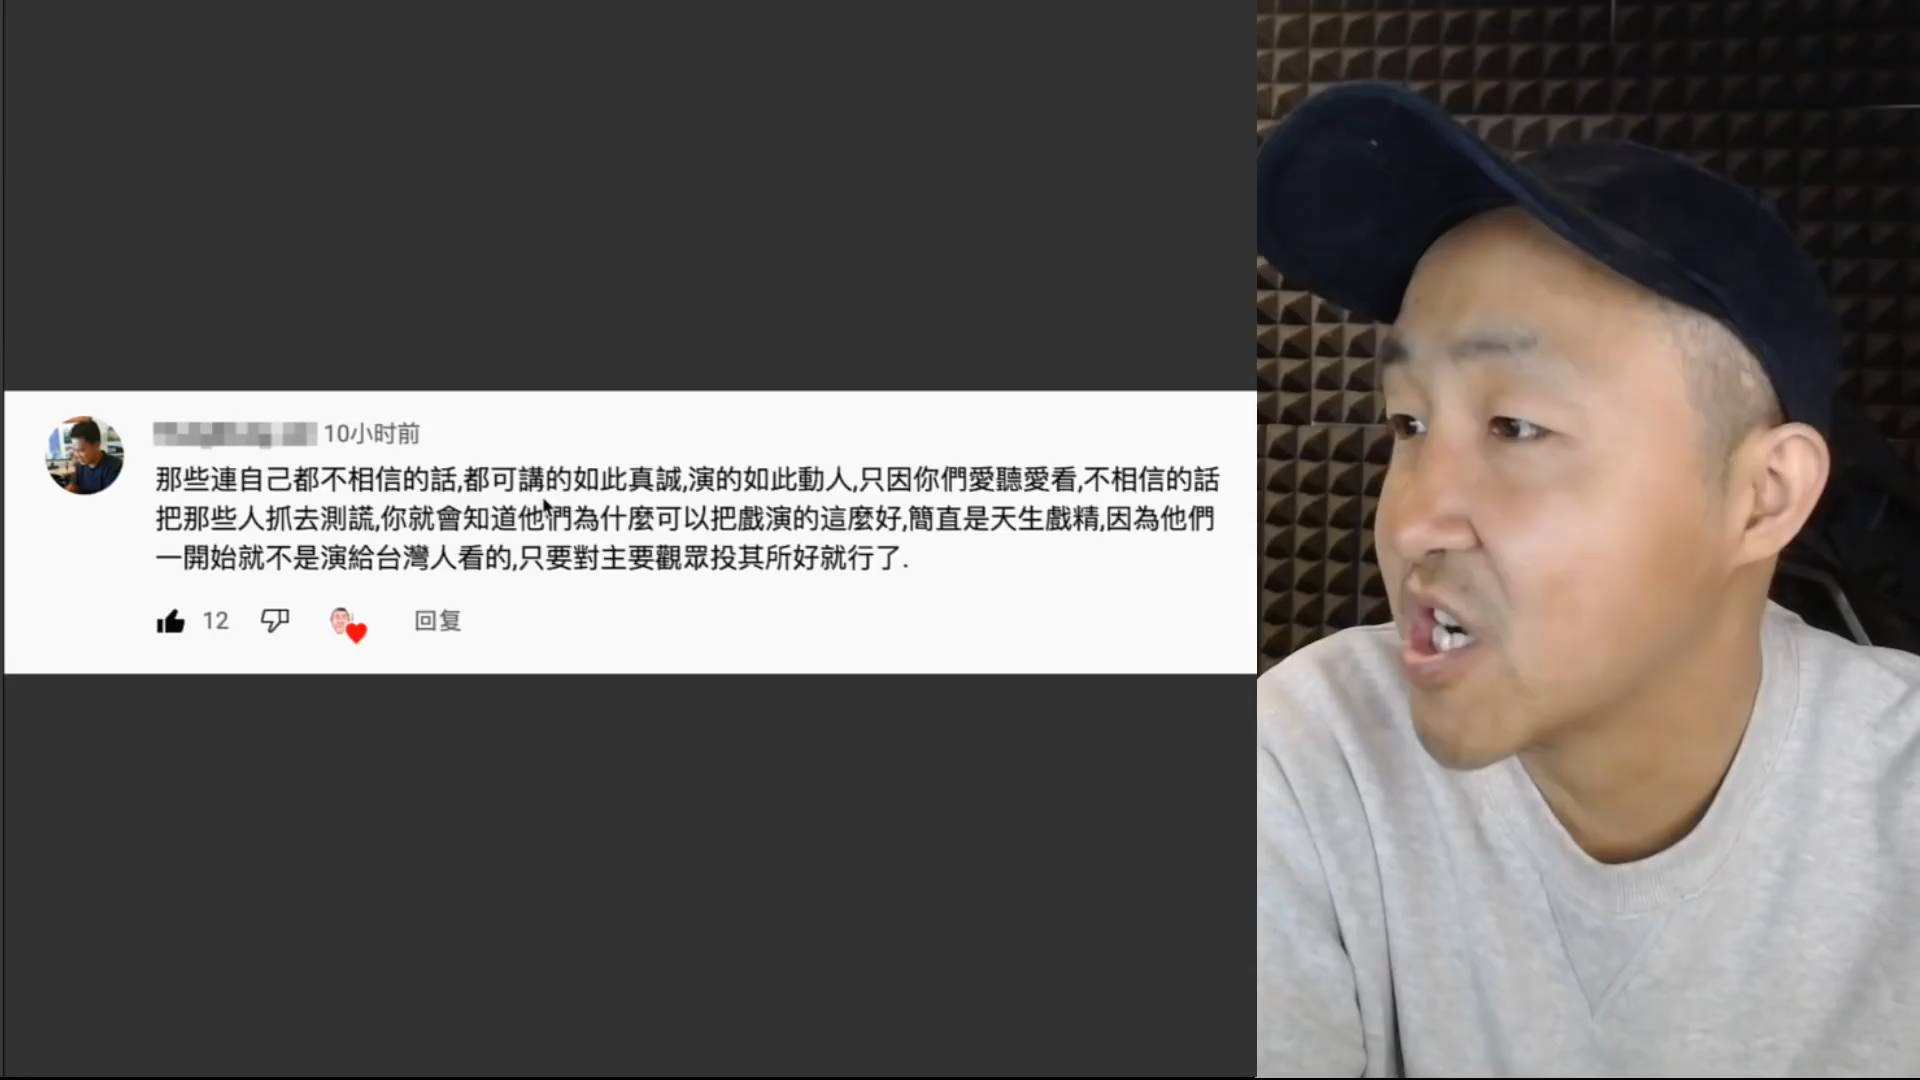 10小时前
那些連自己都不相信的話,都可講的如此真誠,演的如此動人,只因你們愛聽愛看,不相信的話
把那些人抓去測謊,你就會知道他們為什麼可以把戲演的這麼好,簡直是天生戲精,因為他們
一開始就不是演給台灣人看的,只要對主要觀眾投其所好就行了.
12
回复